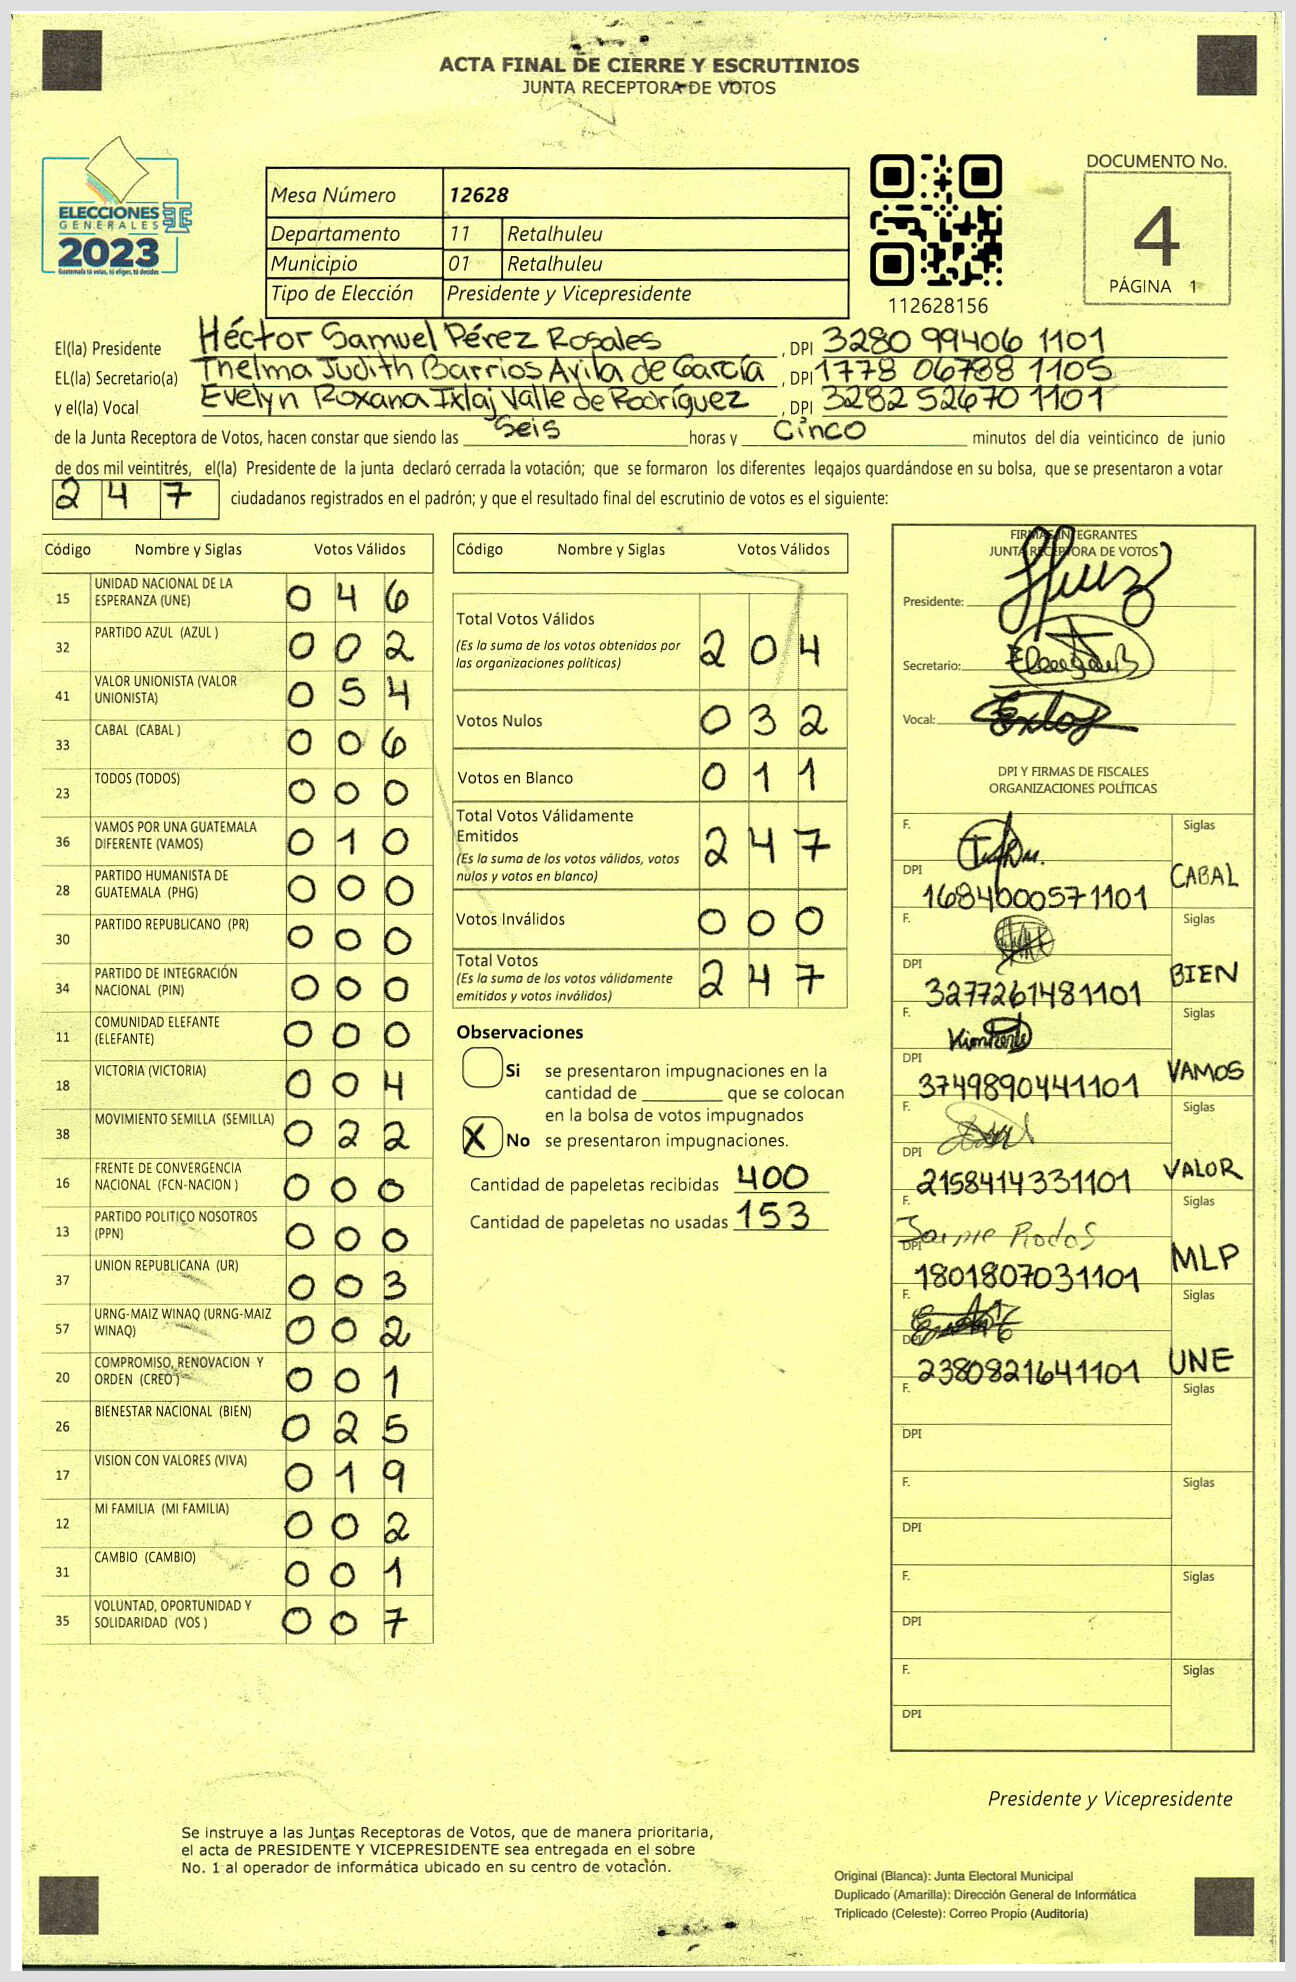 ACTA FINAL DE CIERRE Y ESCRUTINIOS
JUNTA RECEPTORA DE VOTOS
ELECCIONES
GENERALES
2023
Guatemala tú votas, tú eliges, tú decides
Mesa Número 12628
Departamento 11 Retalhuleu
Municipio 01 Retalhuleu
Tipo de Elección Presidente y Vicepresidente
112628156
DOCUMENTO No.
4
PÁGINA 1
El(la) Presidente Héctor Samuel Pérez Rosales , DPI 3280 99406 1101
EL(la) Secretario(a) Thelma Judith Barrios Avila de García , DPI 1778 06788 1105
y el(la) Vocal Evelyn Roxana Ixlaj Valle de Rodríguez , DPI 3282 52670 1101
de la Junta Receptora de Votos, hacen constar que siendo las Seis horas y Cinco minutos del día veinticinco de junio
de dos mil veintitrés, el(la) Presidente de la junta declaró cerrada la votación; que se formaron los diferentes legajos guardándose en su bolsa, que se presentaron a votar
2 4 7 ciudadanos registrados en el padrón; y que el resultado final del escrutinio de votos es el siguiente:
Código Nombre y Siglas Votos Válidos
15 UNIDAD NACIONAL DE LA ESPERANZA (UNE) 0 4 6
32 PARTIDO AZUL (AZUL ) 0 0 2
41 VALOR UNIONISTA (VALOR UNIONISTA) 0 5 4
33 CABAL (CABAL ) 0 0 6
23 TODOS (TODOS) 0 0 0
36 VAMOS POR UNA GUATEMALA DIFERENTE (VAMOS) 0 1 0
28 PARTIDO HUMANISTA DE GUATEMALA (PHG) 0 0 0
30 PARTIDO REPUBLICANO (PR) 0 0 0
34 PARTIDO DE INTEGRACIÓN NACIONAL (PIN) 0 0 0
11 COMUNIDAD ELEFANTE (ELEFANTE) 0 0 0
18 VICTORIA (VICTORIA) 0 0 4
38 MOVIMIENTO SEMILLA (SEMILLA) 0 2 2
16 FRENTE DE CONVERGENCIA NACIONAL (FCN-NACION ) 0 0 0
13 PARTIDO POLITICO NOSOTROS (PPN) 0 0 0
37 UNION REPUBLICANA (UR) 0 0 3
57 URNG-MAIZ WINAQ (URNG-MAIZ WINAQ) 0 0 2
20 COMPROMISO, RENOVACION Y ORDEN (CREO ) 0 0 1
26 BIENESTAR NACIONAL (BIEN) 0 2 5
17 VISION CON VALORES (VIVA) 0 1 9
12 MI FAMILIA (MI FAMILIA) 0 0 2
31 CAMBIO (CAMBIO) 0 0 1
35 VOLUNTAD, OPORTUNIDAD Y SOLIDARIDAD (VOS ) 0 0 7
Código Nombre y Siglas Votos Válidos
Total Votos Válidos 2 0 4
(Es la suma de los votos obtenidos por
las organizaciones políticas)
Votos Nulos 0 3 2
Votos en Blanco 0 1 1
Total Votos Válidamente
Emitidos 2 4 7
(Es la suma de los votos válidos, votos
nulos y votos en blanco)
Votos Inválidos 0 0 0
Total Votos 2 4 7
(Es la suma de los votos válidamente
emitidos y votos inválidos)
Observaciones
Si se presentaron impugnaciones en la
cantidad de ________ que se colocan
en la bolsa de votos impugnados
X No se presentaron impugnaciones.
Cantidad de papeletas recibidas 400
Cantidad de papeletas no usadas 153
FIRMAS INTEGRANTES
JUNTA RECEPTORA DE VOTOS
Presidente:
Secretario:
Vocal:
DPI Y FIRMAS DE FISCALES
ORGANIZACIONES POLÍTICAS
F. Siglas
DPI 1684000571101 CABAL
F. Siglas
DPI 3277261481101 BIEN
F. Siglas
DPI 3749890441101 VAMOS
F. Siglas
DPI 2158414331101 VALOR
F. Jaime Rodos Siglas
DPI 1801807031101 MLP
F. Siglas
DPI 2380821641101 UNE
F. Siglas
DPI
F. Siglas
DPI
F. Siglas
DPI
F. Siglas
DPI
Presidente y Vicepresidente
Se instruye a las Juntas Receptoras de Votos, que de manera prioritaria,
el acta de PRESIDENTE Y VICEPRESIDENTE sea entregada en el sobre
No. 1 al operador de informática ubicado en su centro de votación.
Original (Blanca): Junta Electoral Municipal
Duplicado (Amarilla): Dirección General de Informática
Triplicado (Celeste): Correo Propio (Auditoria)